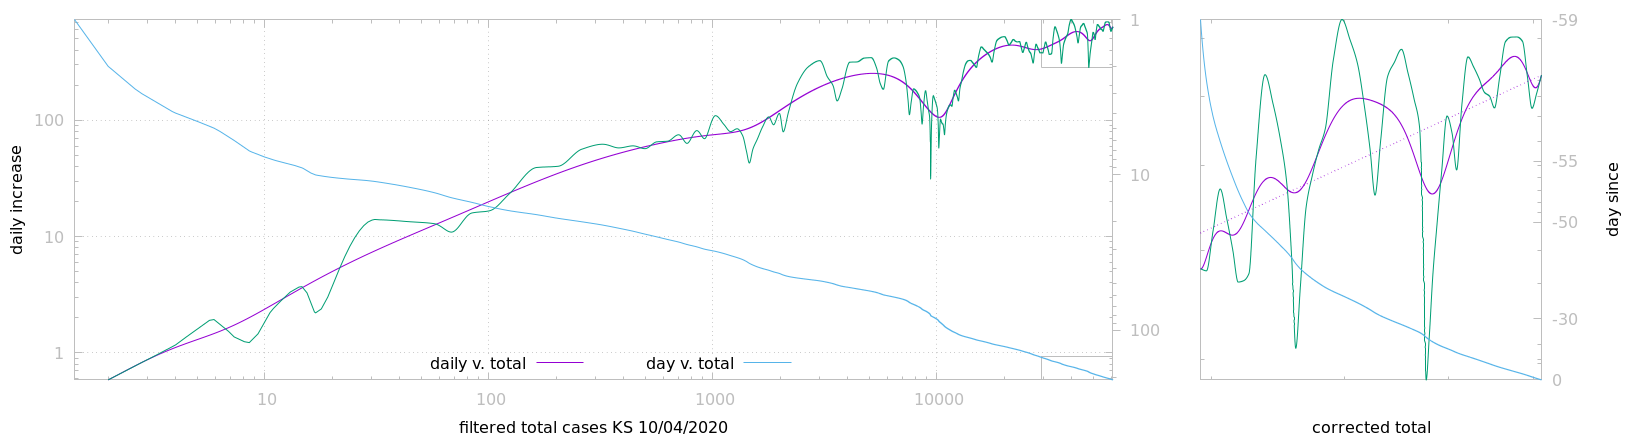 daily increase
100
10
1
daily v. total
day v. total
10
100
1000
10000
filtered total cases KS 10/04/2020
1
10
100
-59
-55
-50
-30
0
day since
corrected total